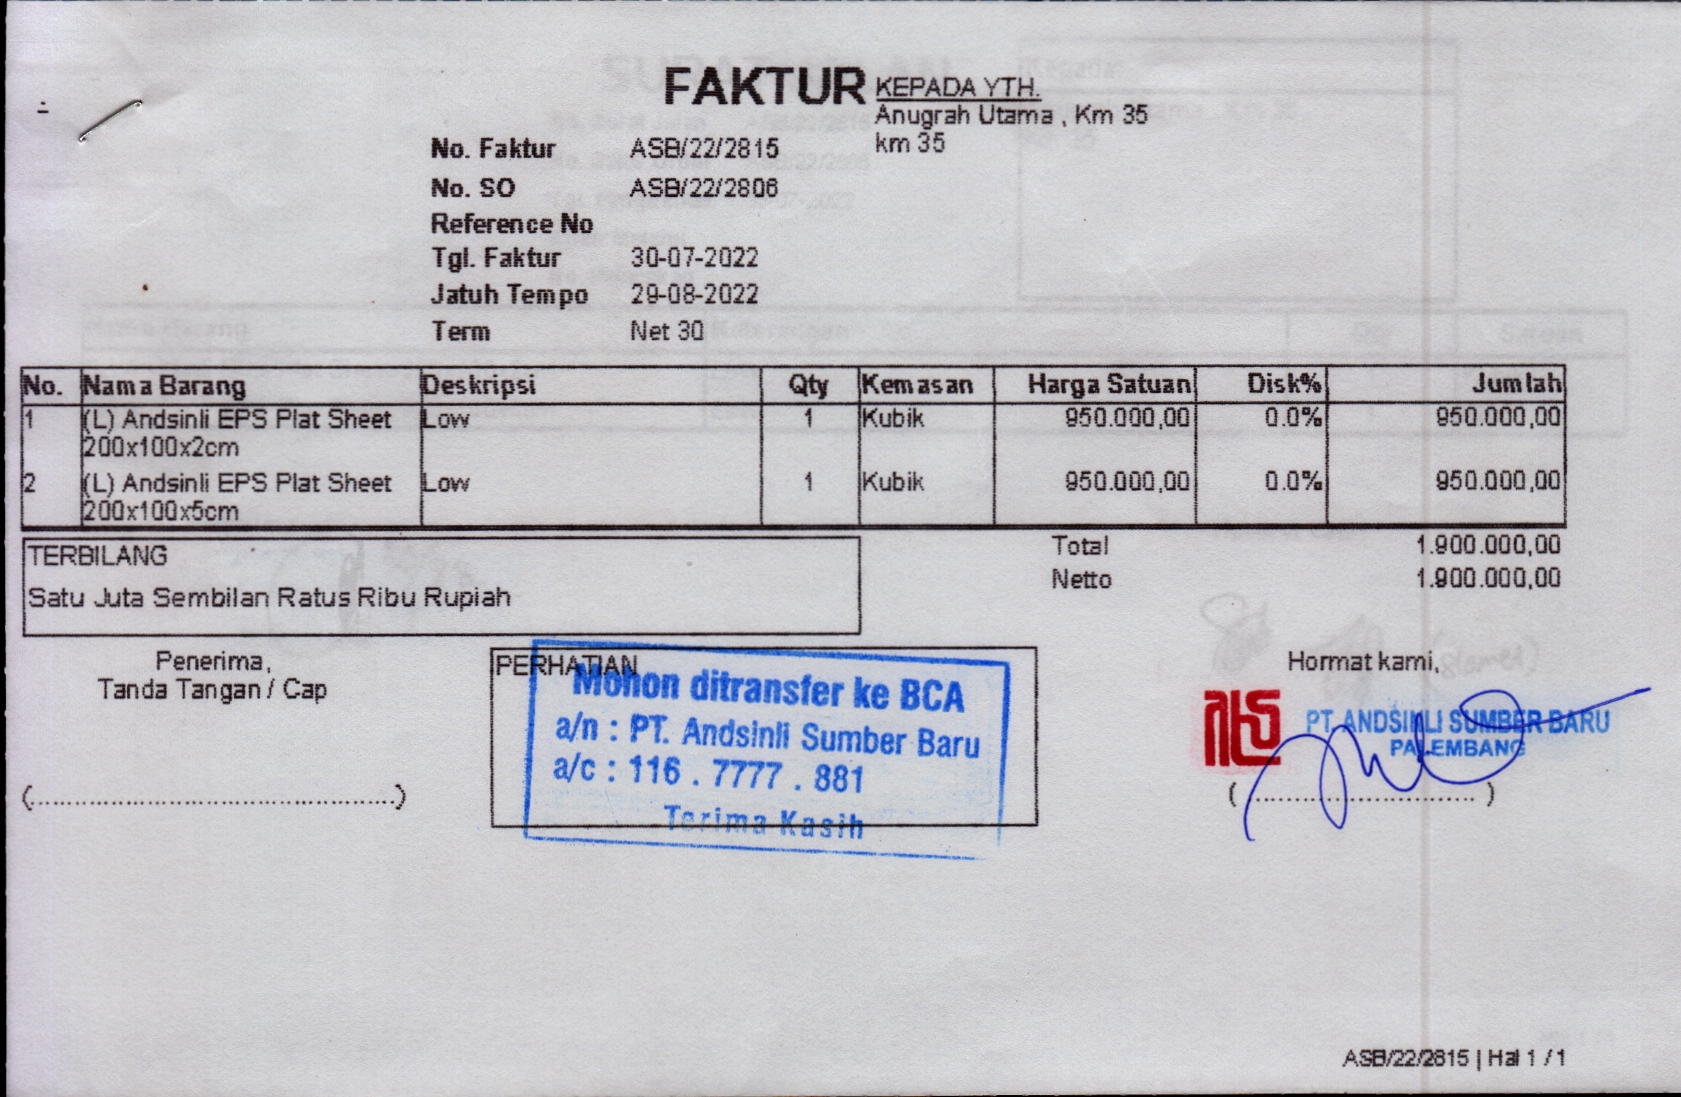 FAKTUR
KEPADA YTH.
Anugrah Utama , Km 35
km 35
No. Faktur ASB/22/2815
No. SO ASB/22/2806
Reference No
Tgl. Faktur 30-07-2022
Jatuh Tempo 29-08-2022
Term Net 30
No. Nama Barang Deskripsi Qty Kemasan Harga Satuan Disk% Jumlah
1 (L) Andsinli EPS Plat Sheet Low 1 Kubik 950.000,00 0.0% 950.000,00
200x100x2cm
2 (L) Andsinli EPS Plat Sheet Low 1 Kubik 950.000,00 0.0% 950.000,00
200x100x5cm
Total 1.900.000,00
Netto 1.900.000,00
TERBILANG
Satu Juta Sembilan Ratus Ribu Rupiah
Penerima,
Tanda Tangan / Cap
(..............................................)
PERHATIAN
Mohon ditransfer ke BCA
a/n : PT. Andsinli Sumber Baru
a/c : 116 . 7777 . 881
Terima Kasih
Hormat kami,
PT. ANDSINLI SUMBER BARU
PALEMBANG
( ............................ )
ASB/22/2815 | Hal 1 / 1